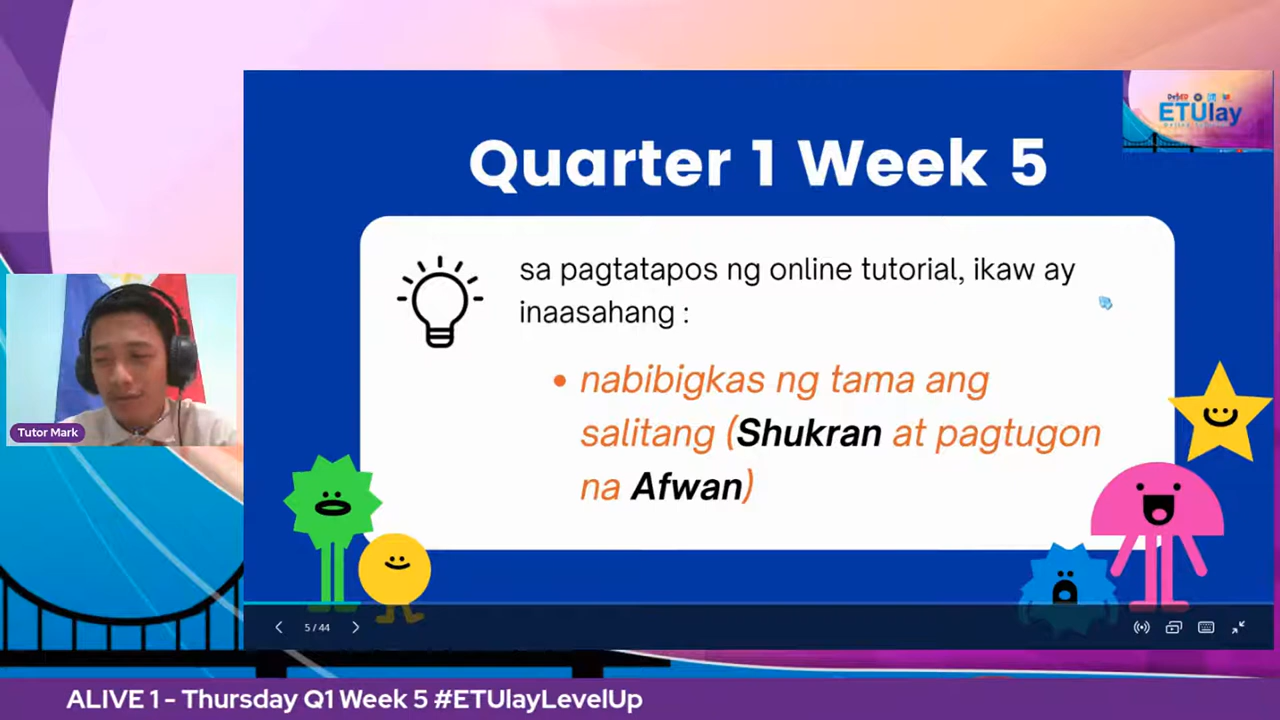 Quarter 1 Week 5
ETUlay
sa pagtatapos ng online tutorial, ikaw ay
inaasahang :
• nabibigkas ng tama ang
salitang (Shukran at pagtugon
na Afwan)
Tutor Mark
5 / 44
ALIVE 1 - Thursday Q1 Week 5 #ETUlayLevelUp